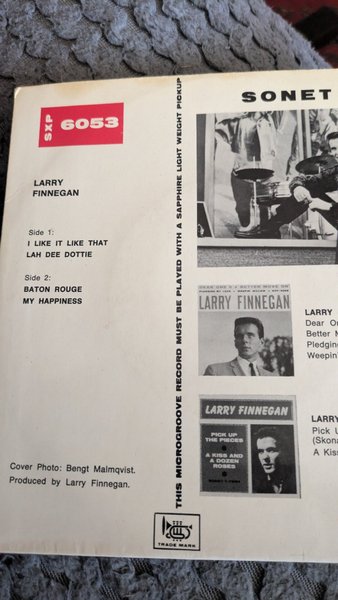 SXP 6053
LARRY
FINNEGAN
Side 1:
I LIKE IT LIKE THAT
LAH DEE DOTTIE
Side 2:
BATON ROUGE
MY HAPPINESS
Cover Photo: Bengt Malmqvist.
Produced by Larry Finnegan.
THIS MICROGROOVE RECORD MUST BE PLAYED WITH A SAPPHIRE LIGHT WEIGHT PICKUP
TRADE MARK
SONET
LARRY FINNEGAN
LARRY
Dear On
Better M
Pledging
Weepin'
LARRY FINNEGAN
PICK UP
THE PIECES
A KISS AND
A DOZEN
ROSES
LARRY
Pick U
(Skona
A Kiss